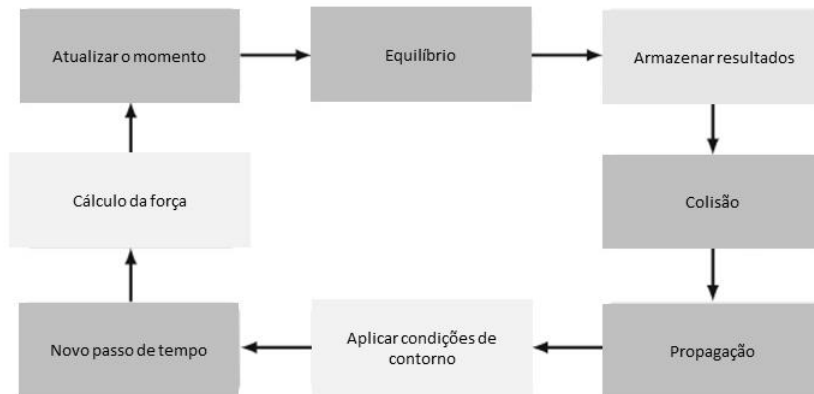 Atualizar o momento
Equilíbrio
Armazenar resultados
Cálculo da força
Colisão
Novo passo de tempo
Aplicar condições de
contorno
Propagação